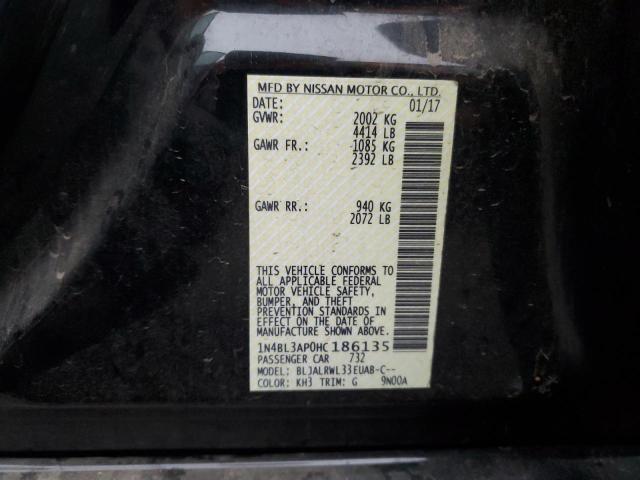 MFD BY NISSAN MOTOR CO., LTD.
DATE: 01/17
GVWR: 2002 KG
4414 LB
GAWR FR.: 1085 KG
2392 LB
GAWR RR.: 940 KG
2072 LB
THIS VEHICLE CONFORMS TO
ALL APPLICABLE FEDERAL
MOTOR VEHICLE SAFETY,
BUMPER, AND THEFT
PREVENTION STANDARDS IN
EFFECT ON THE DATE OF
MANUFACTURE SHOWN ABOVE.
1N4BL3AP0HC186135
PASSENGER CAR 732
MODEL: BLJALRWL33EUAB-C--
COLOR: KH3 TRIM: G 9N00A